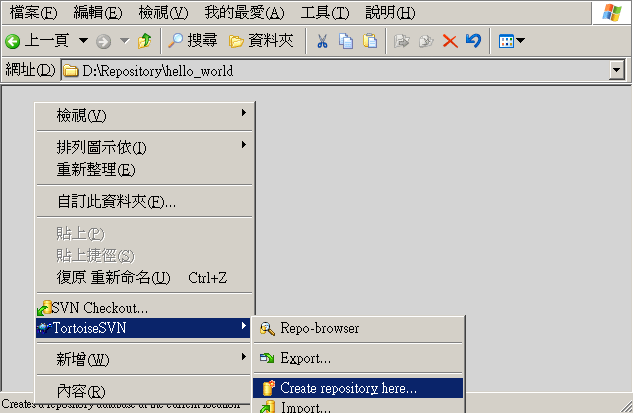 檔案(F) 編輯(E) 檢視(V) 我的最愛(A) 工具(T) 說明(H)
上一頁 搜尋 資料夾
網址(D) D:\Repository\hello_world
檢視(V)
排列圖示依(I)
重新整理(E)
自訂此資料夾(F)...
貼上(P)
貼上捷徑(S)
復原 重新命名(U) Ctrl+Z
SVN Checkout...
TortoiseSVN
Repo-browser
新增(W)
Export...
內容(R)
Create repository here...
Import...
Creates a repository database at the current location